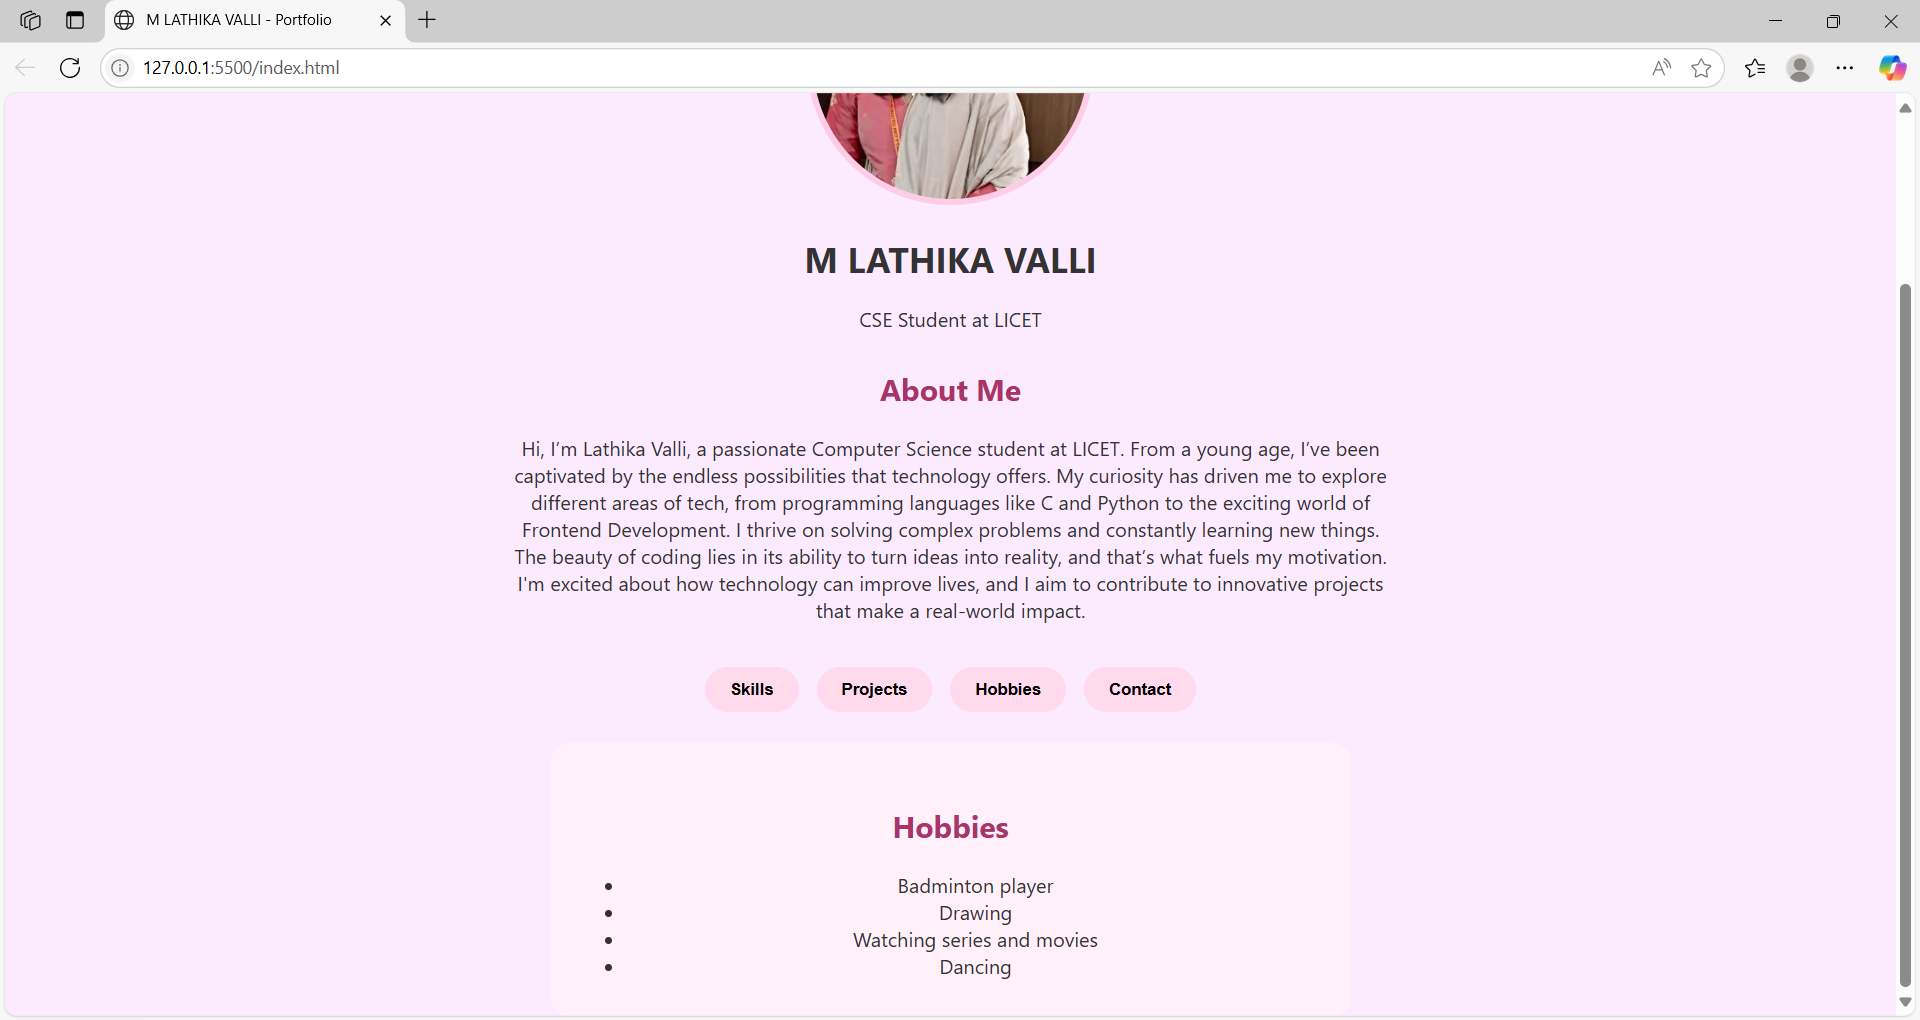 M LATHIKA VALLI - Portfolio
127.0.0.1:5500/index.html
M LATHIKA VALLI
CSE Student at LICET
About Me
Hi, I’m Lathika Valli, a passionate Computer Science student at LICET. From a young age, I’ve been
captivated by the endless possibilities that technology offers. My curiosity has driven me to explore
different areas of tech, from programming languages like C and Python to the exciting world of
Frontend Development. I thrive on solving complex problems and constantly learning new things.
The beauty of coding lies in its ability to turn ideas into reality, and that’s what fuels my motivation.
I'm excited about how technology can improve lives, and I aim to contribute to innovative projects
that make a real-world impact.
Skills Projects Hobbies Contact
Hobbies
• Badminton player
• Drawing
• Watching series and movies
• Dancing